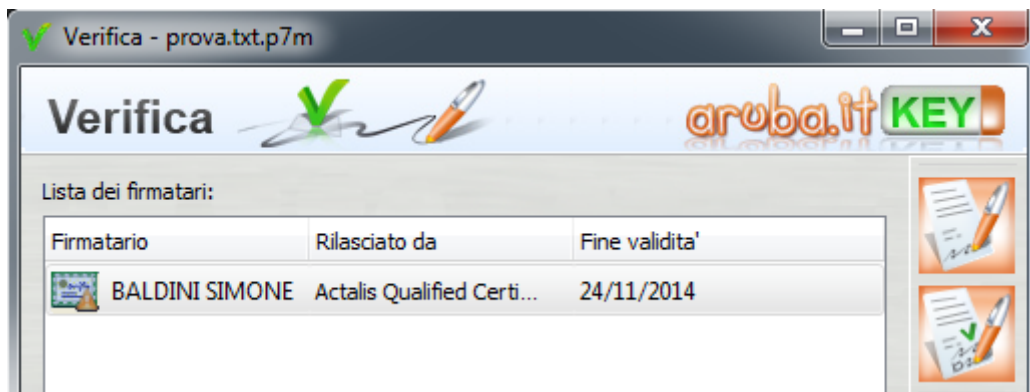 Verifica - prova.txt.p7m
Verifica aruba.it KEY
Lista dei firmatari:
Firmatario Rilasciato da Fine validita'
BALDINI SIMONE Actalis Qualified Certi... 24/11/2014